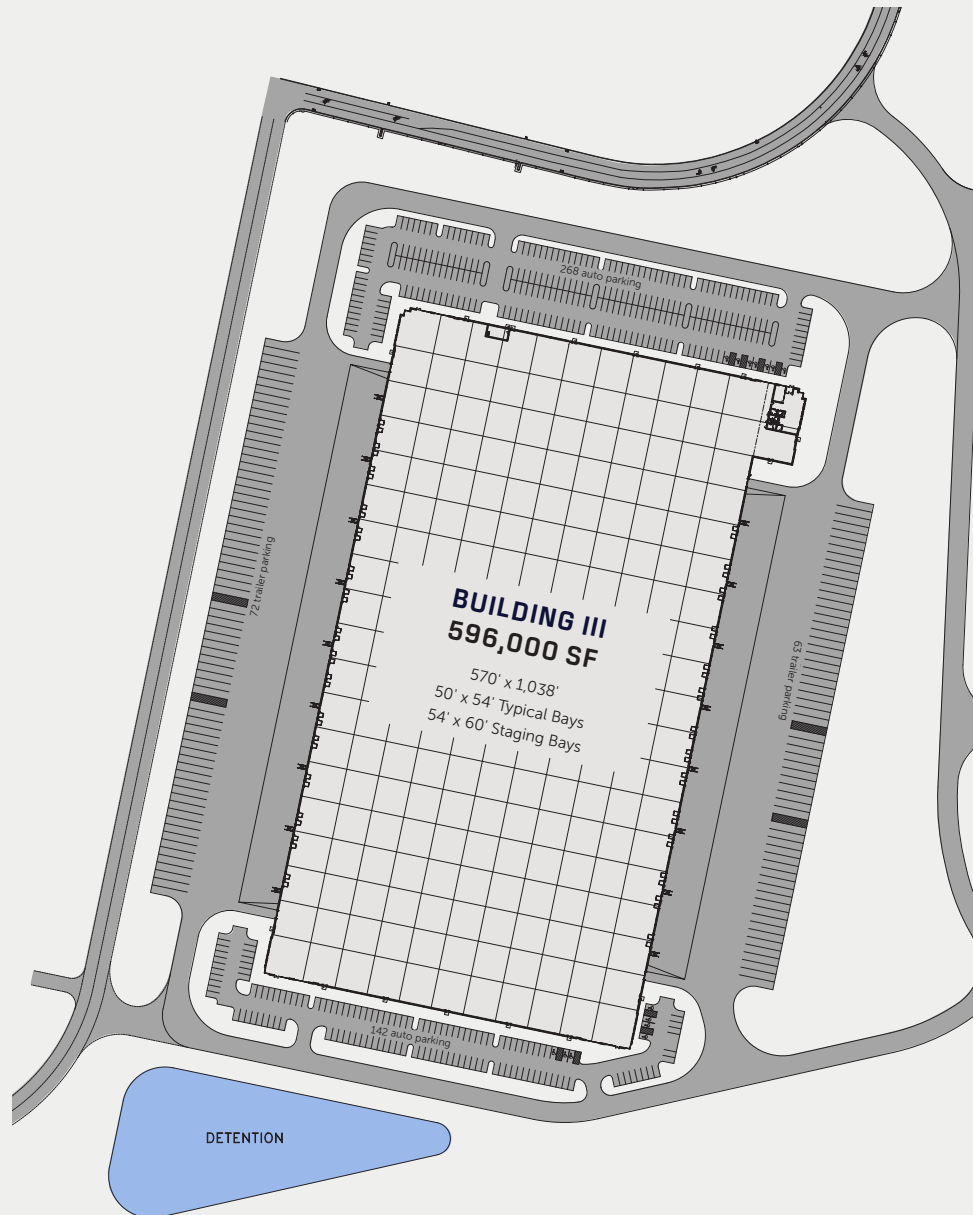 268 auto parking
72 trailer parking
BUILDING III
596,000 SF
570' x 1,038'
50' x 54' Typical Bays
54' x 60' Staging Bays
63 trailer parking
142 auto parking
DETENTION